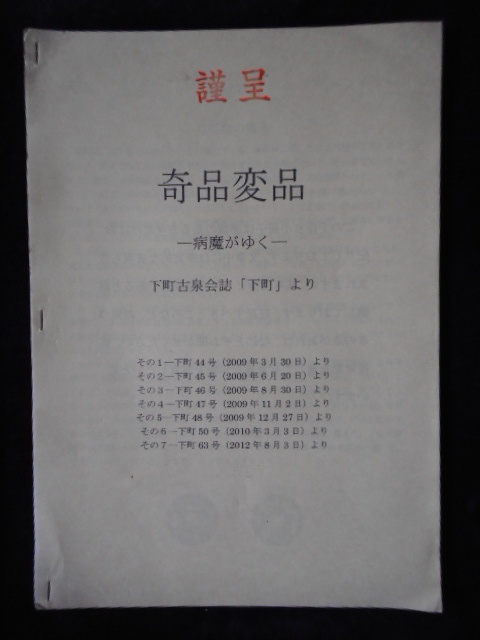 謹呈
奇品変品
―病魔がゆく―
下町古泉会誌「下町」より
その1―下町44号（2009年3月30日）より
その2―下町45号（2009年6月20日）より
その3―下町46号（2009年8月30日）より
その4―下町47号（2009年11月2日）より
その5―下町48号（2009年12月27日）より
その6―下町50号（2010年3月3日）より
その7―下町63号（2012年8月3日）より